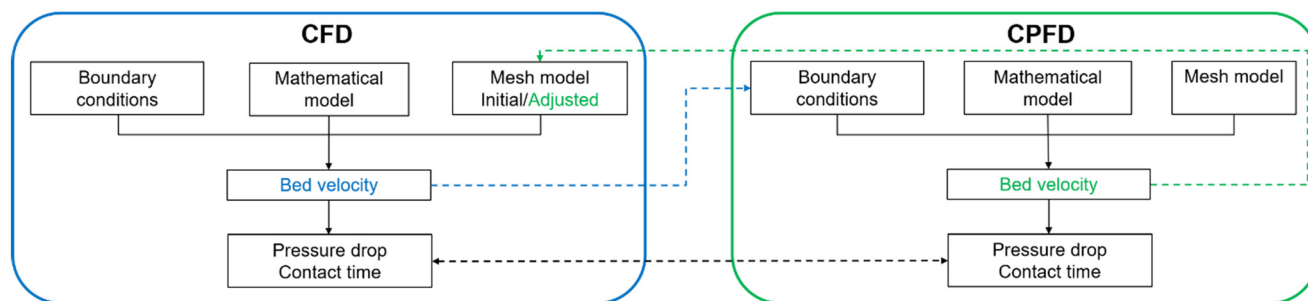 CFD
Boundary
conditions
Mathematical
model
Mesh model
Initial/Adjusted
Bed velocity
Pressure drop
Contact time
CPFD
Boundary
conditions
Mathematical
model
Mesh model
Bed velocity
Pressure drop
Contact time